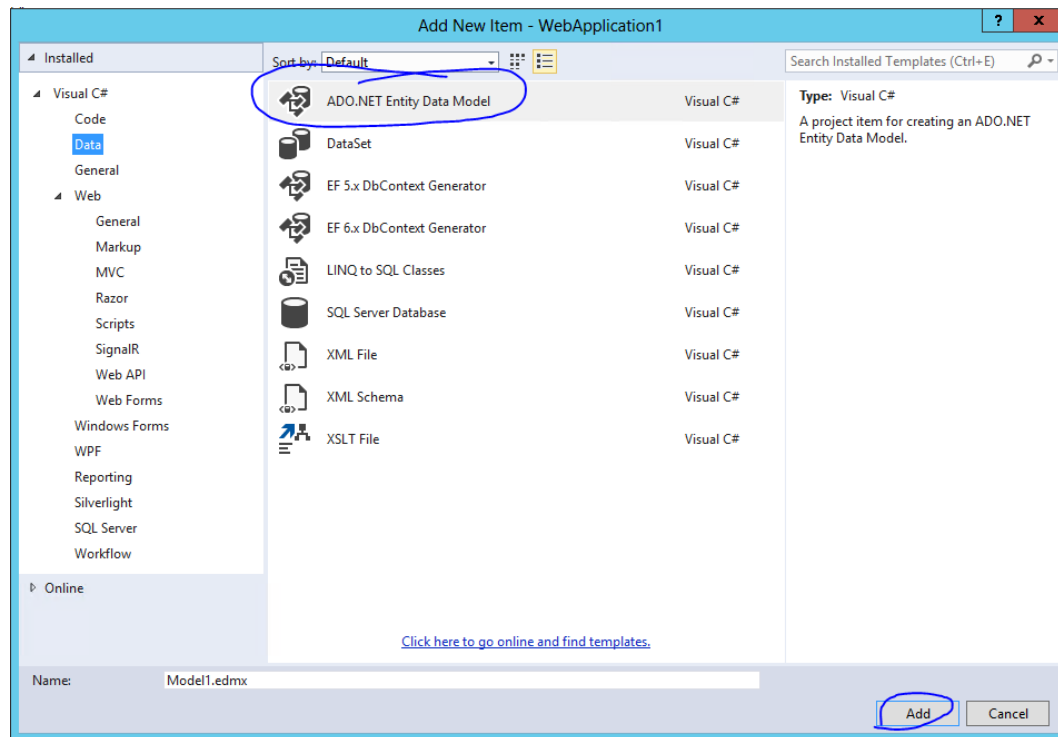 Add New Item - WebApplication1
? x
Installed
Sort by: Default
Search Installed Templates (Ctrl+E)
Visual C#
Code
Data
General
Web
General
Markup
MVC
Razor
Scripts
SignalR
Web API
Web Forms
Windows Forms
WPF
Reporting
Silverlight
SQL Server
Workflow
Online
ADO.NET Entity Data Model Visual C#
DataSet Visual C#
EF 5.x DbContext Generator Visual C#
EF 6.x DbContext Generator Visual C#
LINQ to SQL Classes Visual C#
SQL Server Database Visual C#
XML File Visual C#
XML Schema Visual C#
XSLT File Visual C#
Click here to go online and find templates.
Type: Visual C#
A project item for creating an ADO.NET
Entity Data Model.
Name: Model1.edmx
Add Cancel